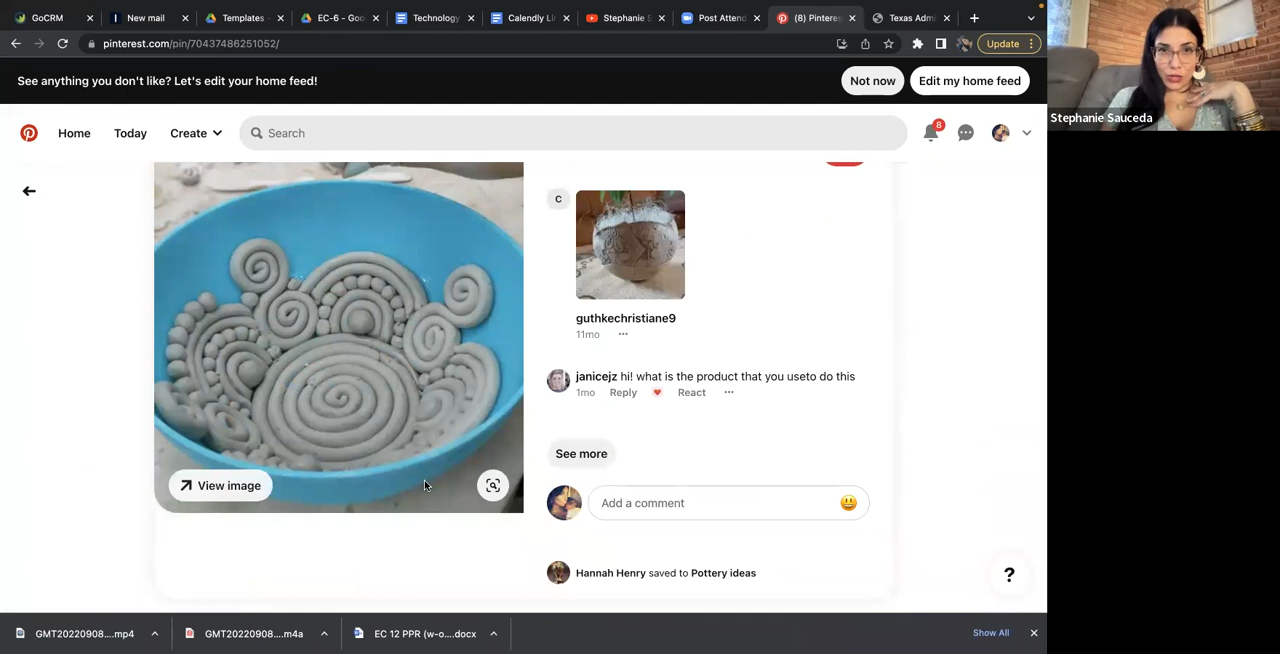 GoCRM
New mail
Templates -
EC-6 - Goo
Technology
Calendly Li
Stephanie S
Post Attend
(8) Pinteres
Texas Admi
pinterest.com/pin/70437486251052/
Update
See anything you don't like? Let's edit your home feed!
Not now
Edit my home feed
Stephanie Sauceda
Home
Today
Create
Search
8
C
guthkechristiane9
11mo
janicejz hi! what is the product that you useto do this
1mo Reply React
See more
View image
Add a comment
Hannah Henry saved to Pottery ideas
?
GMT20220908....mp4
GMT20220908....m4a
EC 12 PPR (w-o....docx
Show All